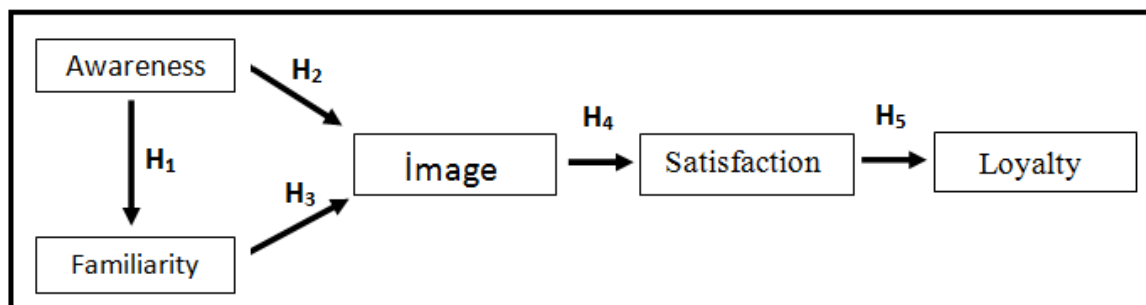 Awareness
H₂
H₁
H₃
Familiarity
İmage
H₄
Satisfaction
H₅
Loyalty